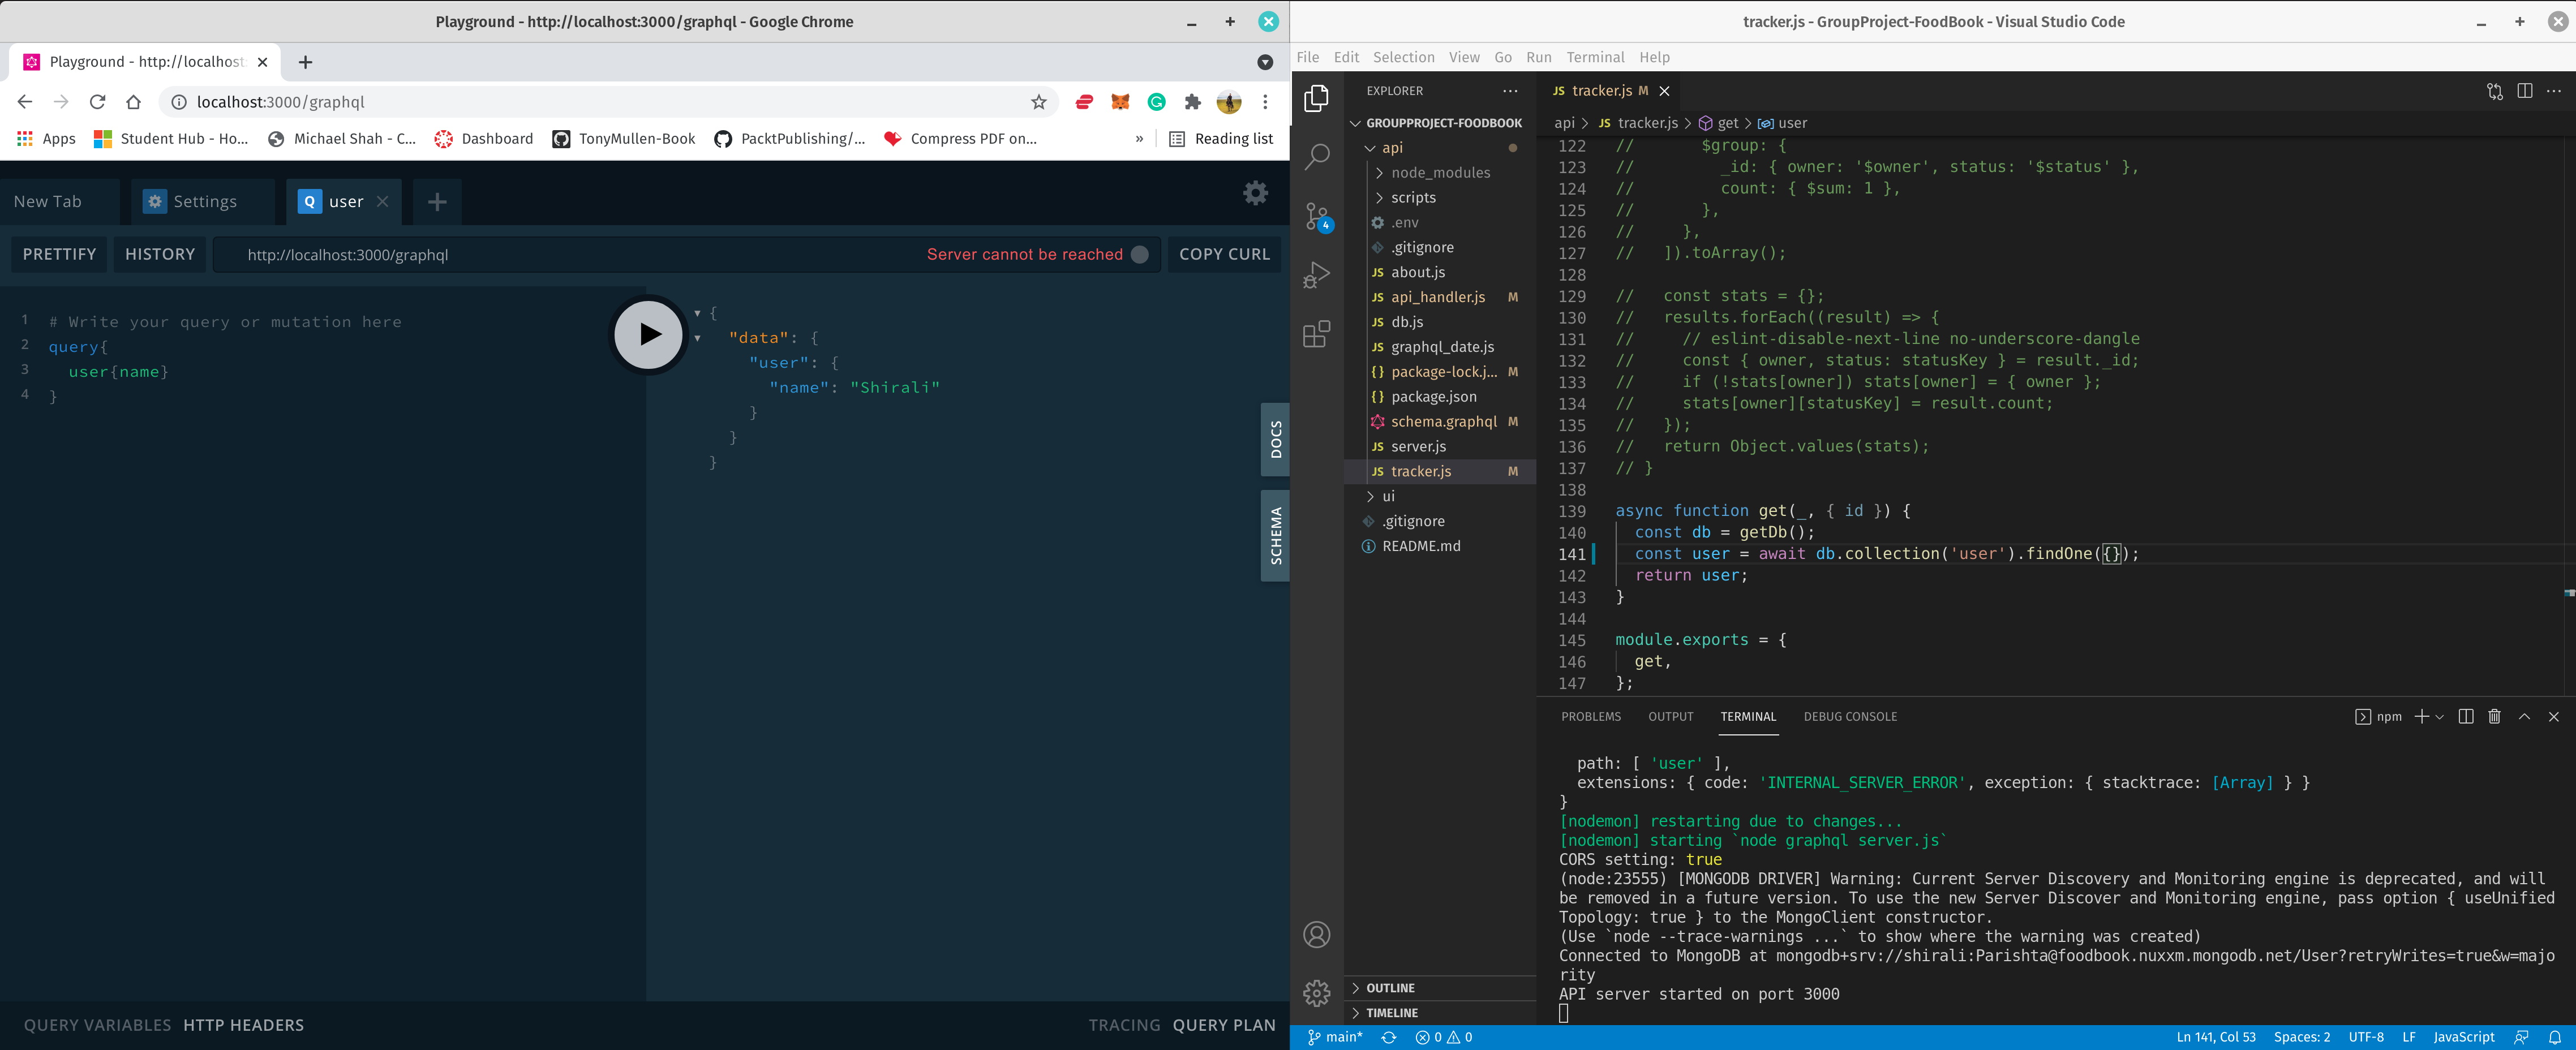 Playground - http://localhost:3000/graphql - Google Chrome
Playground - http://localhost:
localhost:3000/graphql
Apps
Student Hub - Ho...
Michael Shah - C...
Dashboard
TonyMullen-Book
PacktPublishing/...
Compress PDF on...
»
Reading list
New Tab
Settings
Q user
PRETTIFY
HISTORY
http://localhost:3000/graphql
Server cannot be reached
COPY CURL
1 # Write your query or mutation here
2 query{
3 user{name}
4 }
{
"data": {
"user": {
"name": "Shirali"
}
}
}
DOCS
SCHEMA
QUERY VARIABLES
HTTP HEADERS
TRACING
QUERY PLAN
tracker.js - GroupProject-FoodBook - Visual Studio Code
File Edit Selection View Go Run Terminal Help
4
EXPLORER
GROUPPROJECT-FOODBOOK
api
node_modules
scripts
.env
.gitignore
JS about.js
JS api_handler.js M
JS db.js
JS graphql_date.js
{} package-lock.j... M
{} package.json
schema.graphql M
JS server.js
JS tracker.js M
ui
.gitignore
README.md
OUTLINE
TIMELINE
JS tracker.js M
api > JS tracker.js > get > user
122 // $group: {
123 // _id: { owner: '$owner', status: '$status' },
124 // count: { $sum: 1 },
125 // },
126 // },
127 // ]).toArray();
128
129 // const stats = {};
130 // results.forEach((result) => {
131 // // eslint-disable-next-line no-underscore-dangle
132 // const { owner, status: statusKey } = result._id;
133 // if (!stats[owner]) stats[owner] = { owner };
134 // stats[owner][statusKey] = result.count;
135 // });
136 // return Object.values(stats);
137 // }
138
139 async function get(_, { id }) {
140 const db = getDb();
141 const user = await db.collection('user').findOne({});
142 return user;
143 }
144
145 module.exports = {
146 get,
147 };
PROBLEMS OUTPUT TERMINAL DEBUG CONSOLE
npm
path: [ 'user' ],
extensions: { code: 'INTERNAL_SERVER_ERROR', exception: { stacktrace: [Array] } }
}
[nodemon] restarting due to changes...
[nodemon] starting `node graphql server.js`
CORS setting: true
(node:23555) [MONGODB DRIVER] Warning: Current Server Discovery and Monitoring engine is deprecated, and will
be removed in a future version. To use the new Server Discover and Monitoring engine, pass option { useUnified
Topology: true } to the MongoClient constructor.
(Use `node --trace-warnings ...` to show where the warning was created)
Connected to MongoDB at mongodb+srv://shirali:Parishta@foodbook.nuxxm.mongodb.net/User?retryWrites=true&w=majo
rity
API server started on port 3000
main*
0 0
Ln 141, Col 53
Spaces: 2
UTF-8
LF
JavaScript